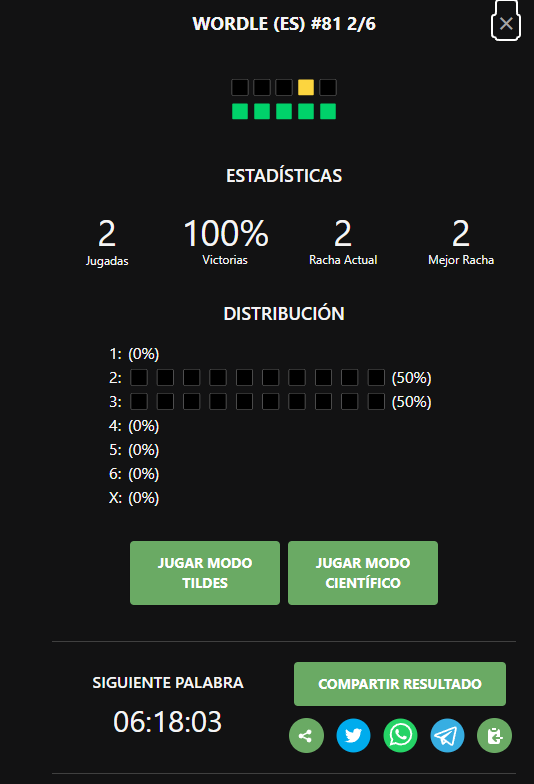 WORDLE (ES) #81 2/6
ESTADÍSTICAS
2 100% 2 2
Jugadas Victorias Racha Actual Mejor Racha
DISTRIBUCIÓN
1: (0%)
2: (50%)
3: (50%)
4: (0%)
5: (0%)
6: (0%)
X: (0%)
JUGAR MODO
TILDES
JUGAR MODO
CIENTÍFICO
SIGUIENTE PALABRA
06:18:03
COMPARTIR RESULTADO